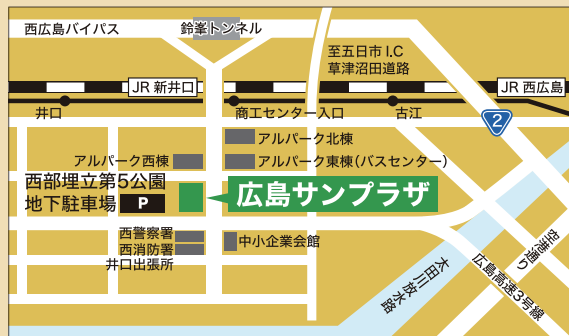 西広島バイパス
鈴峯トンネル
至五日市 I.C
草津沼田道路
JR 新井口
JR 西広島
井口
商工センター入口
古江
2
アルパーク北棟
アルパーク西棟
アルパーク東棟(バスセンター)
西部埋立第5公園
地下駐車場
P
広島サンプラザ
西警察署
西消防署
井口出張所
中小企業会館
太田川放水路
広島高速3号線
空港通り